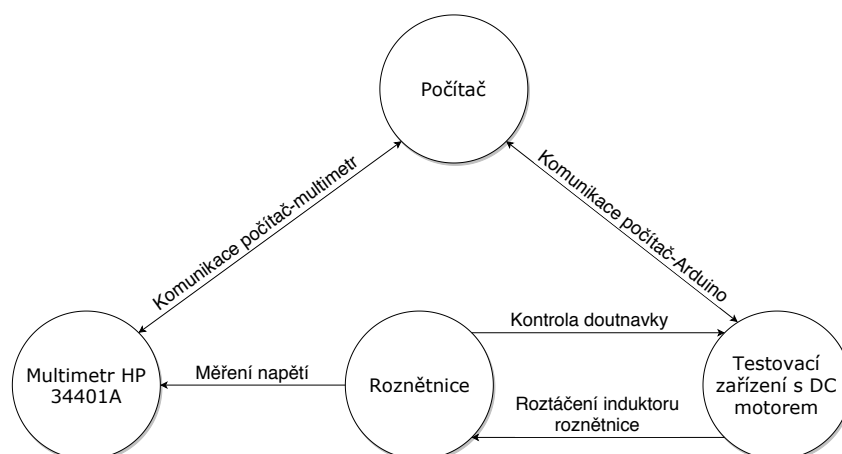 Počítač
Komunikace počítač-multimetr
Komunikace počítač-Arduino
Multimetr HP
34401A
Měření napětí
Roznětnice
Kontrola doutnavky
Roztáčení induktoru
roznětnice
Testovací
zařízení s DC
motorem